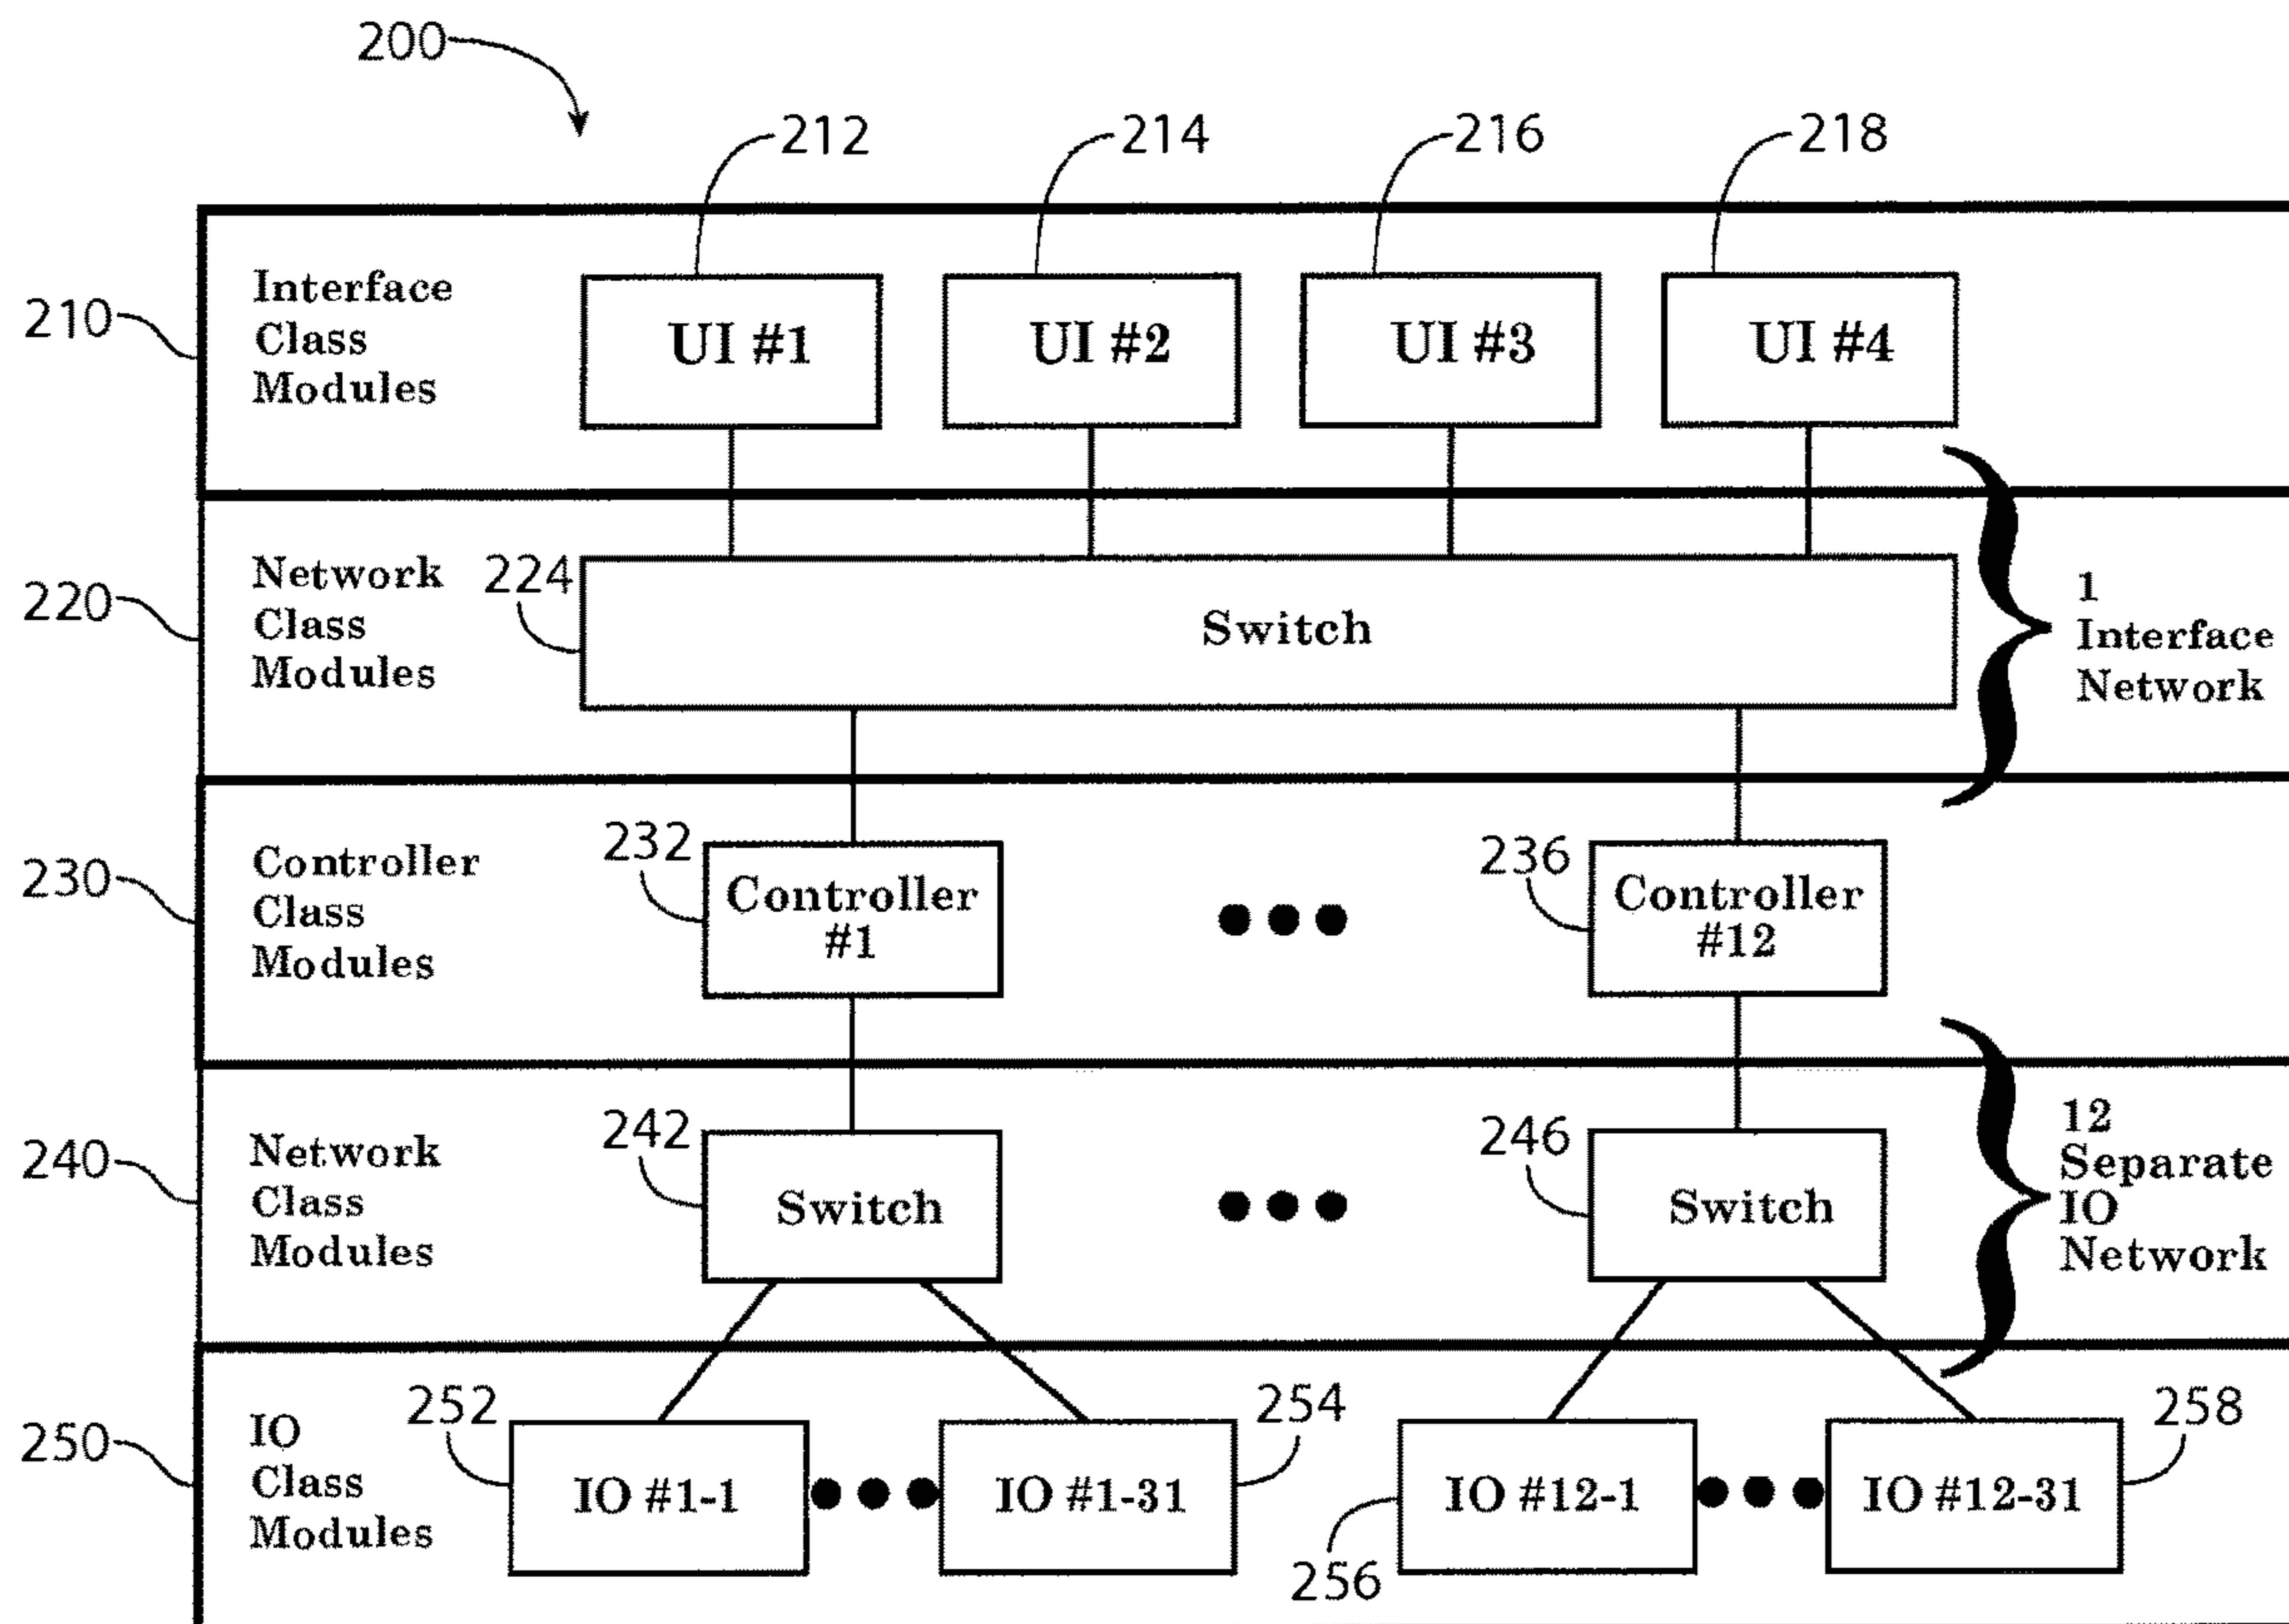 200
212
214
216
218
210
Interface
Class
Modules
UI #1
UI #2
UI #3
UI #4
220
Network
Class
Modules
224
Switch
1
Interface
Network
230
Controller
Class
Modules
232
Controller
#1
236
Controller
#12
240
Network
Class
Modules
242
Switch
246
Switch
12
Separate
IO
Network
250
IO
Class
Modules
252
IO #1-1
IO #1-31
254
256
IO #12-1
IO #12-31
258